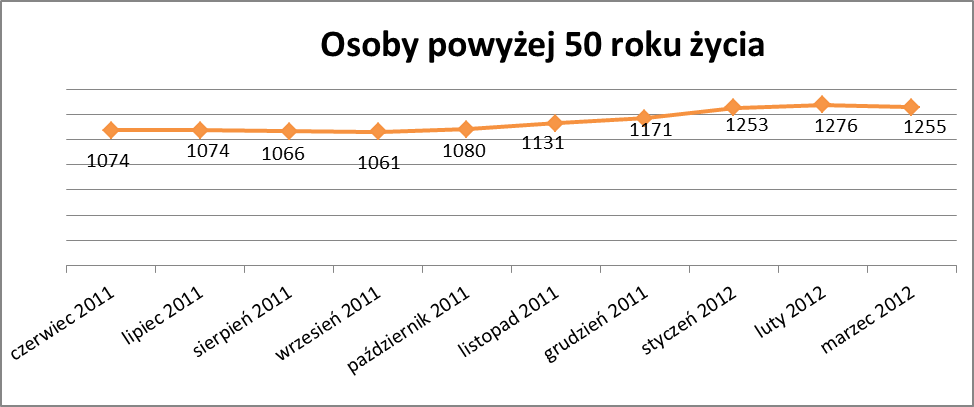 Osoby powyżej 50 roku życia
1074
1074
1066
1061
1080
1131
1171
1253
1276
1255
czerwiec 2011
lipiec 2011
sierpień 2011
wrzesień 2011
październik 2011
listopad 2011
grudzień 2011
styczeń 2012
luty 2012
marzec 2012